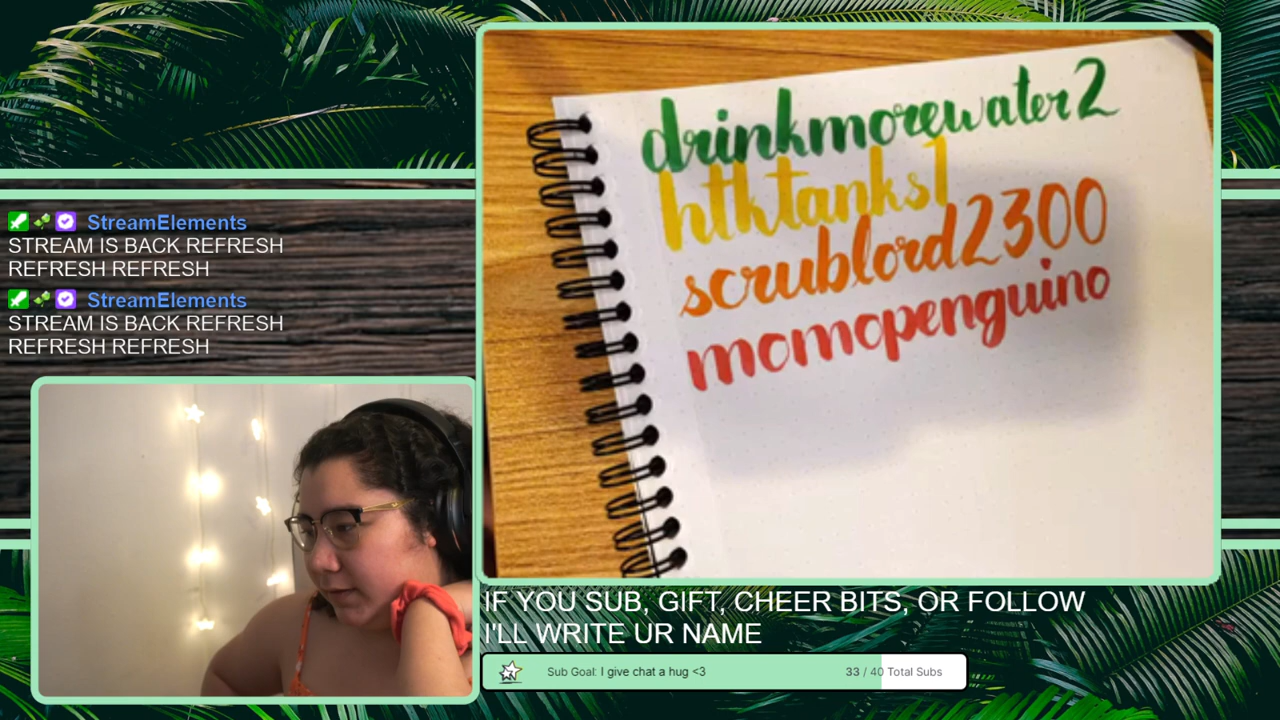 StreamElements
STREAM IS BACK REFRESH
REFRESH REFRESH
StreamElements
STREAM IS BACK REFRESH
REFRESH REFRESH
drinkmorewater2
htktanks1
scrublord2300
momopenguino
IF YOU SUB, GIFT, CHEER BITS, OR FOLLOW
I'LL WRITE UR NAME
Sub Goal: I give chat a hug <3 33 / 40 Total Subs